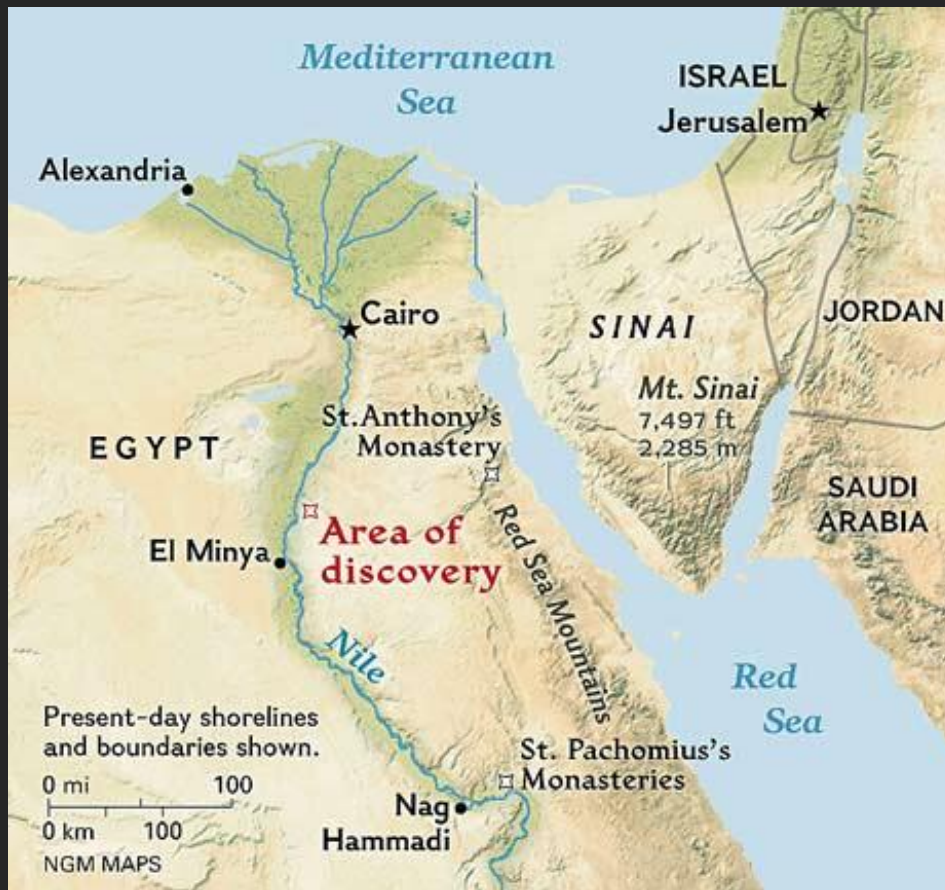 Mediterranean
Sea
ISRAEL
Jerusalem
Alexandria
Cairo
SINAI
JORDAN
Mt. Sinai
7,497 ft
2,285 m
St. Anthony's
Monastery
EGYPT
SAUDI
ARABIA
Area of
discovery
El Minya
Red Sea Mountains
Nile
Red
Sea
Present-day shorelines
and boundaries shown.
0 mi 100
0 km 100
NGM MAPS
St. Pachomius's
Monasteries
Nag
Hammadi